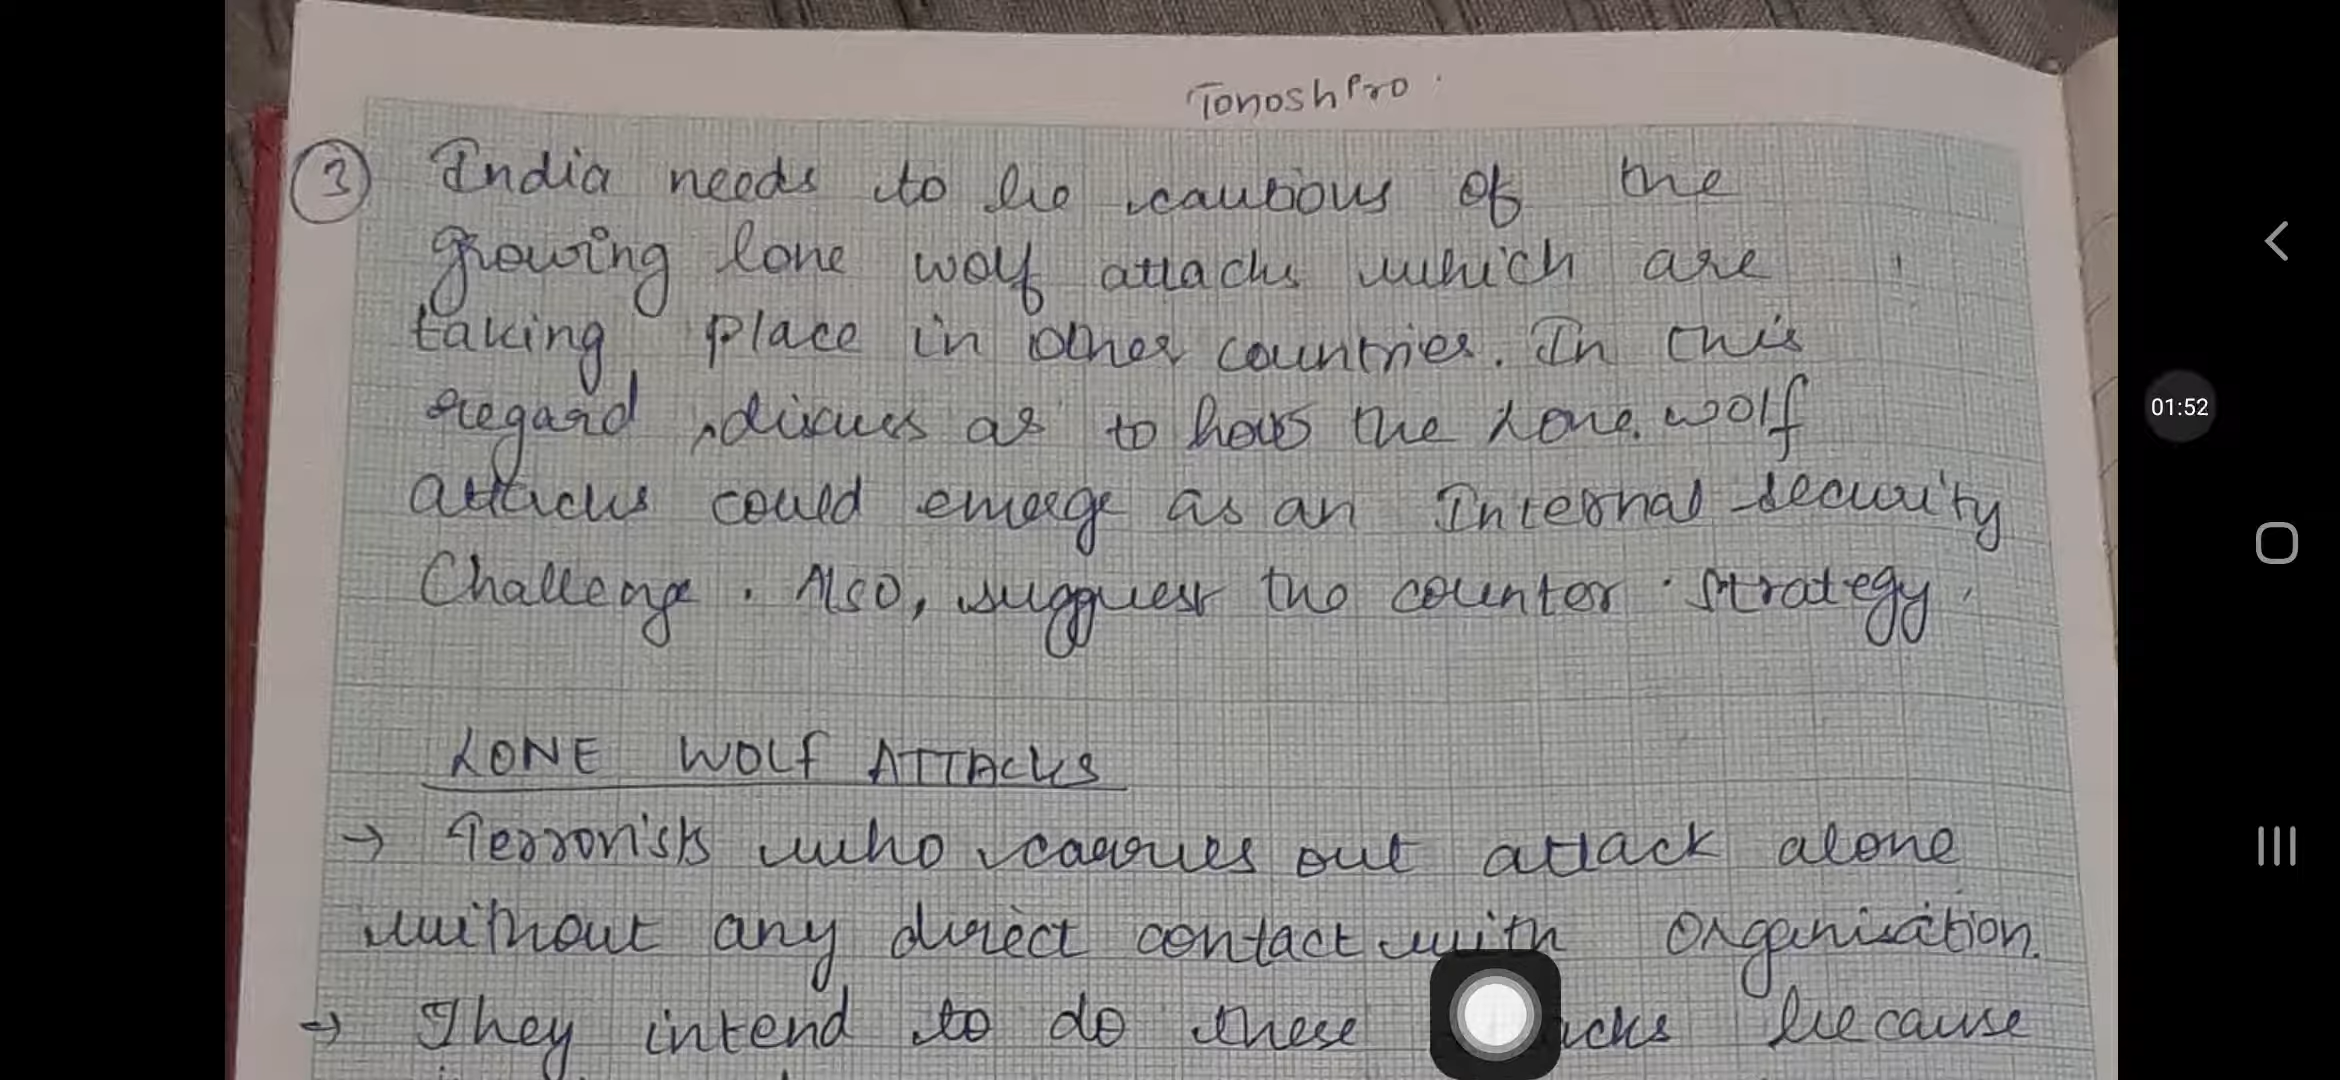 TonoshPro
3 India needs to be cautious of the
growing lone wolf attacks which are
taking place in other countries. In this
regard, discuss as to how the Lone wolf
attacks could emerge as an Internal security
Challenge. Also, sugguest the counter strategy.
LONE WOLF ATTACKS
→ Terrorists who carries out attack alone
without any direct contact with Organisation.
→ They intend to do these acks because
01:52